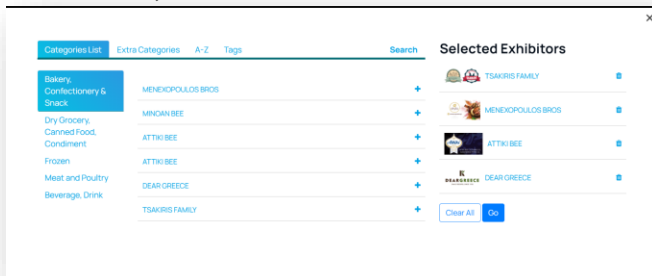 Categories List Extra Categories A-Z Tags Search
Bakery,
Confectionery &
Snack
Dry Grocery,
Canned Food,
Condiment
Frozen
Meat and Poultry
Beverage, Drink
MENEXOPOULOS BROS +
MINOAN BEE +
ATTIKI BEE +
ATTIKI BEE +
DEAR GREECE +
TSAKIRIS FAMILY +
Selected Exhibitors
TSAKIRIS FAMILY
MENEXOPOULOS BROS
ATTIKI BEE
K
DEARGREECE
DEAR GREECE
Clear All Go